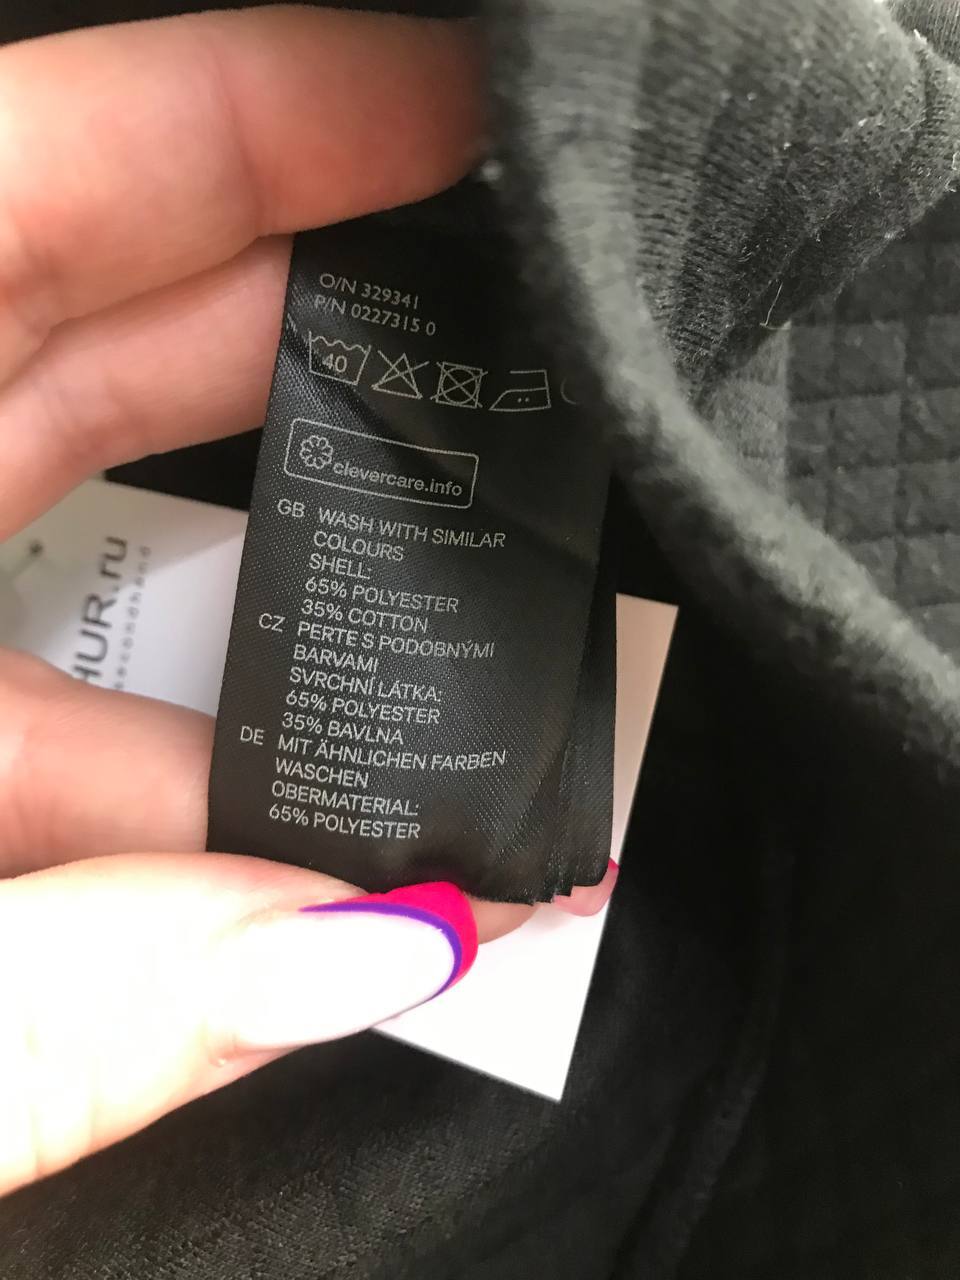 O/N 329341
P/N 0227315 0
40
clevercare.info
GB WASH WITH SIMILAR
COLOURS
SHELL:
65% POLYESTER
35% COTTON
CZ PERTE S PODOBNÝMI
BARVAMI
SVRCHNÍ LÁTKA:
65% POLYESTER
35% BAVLNA
DE MIT ÄHNLICHEN FARBEN
WASCHEN
OBERMATERIAL:
65% POLYESTER
HUR.ru
secondhand